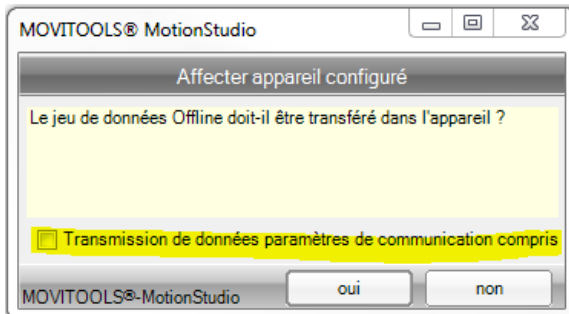 MOVITOOLS® MotionStudio
Affecter appareil configuré
Le jeu de données Offline doit-il être transféré dans l'appareil ?
Transmission de données paramètres de communication compris
MOVITOOLS®-MotionStudio
oui
non